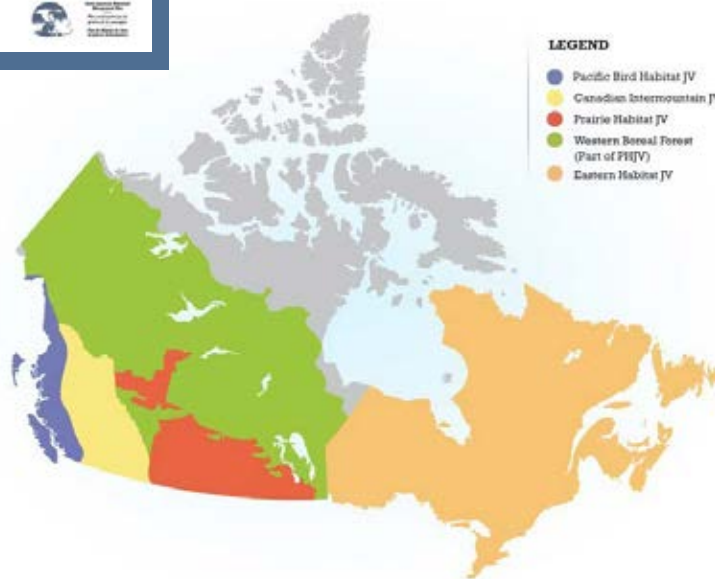 LEGEND
Pacific Bird Habitat JV
Canadian Intermountain J
Prairie Habitat JV
Western Boreal Forest
(Part of PHJV)
Eastern Habitat JV